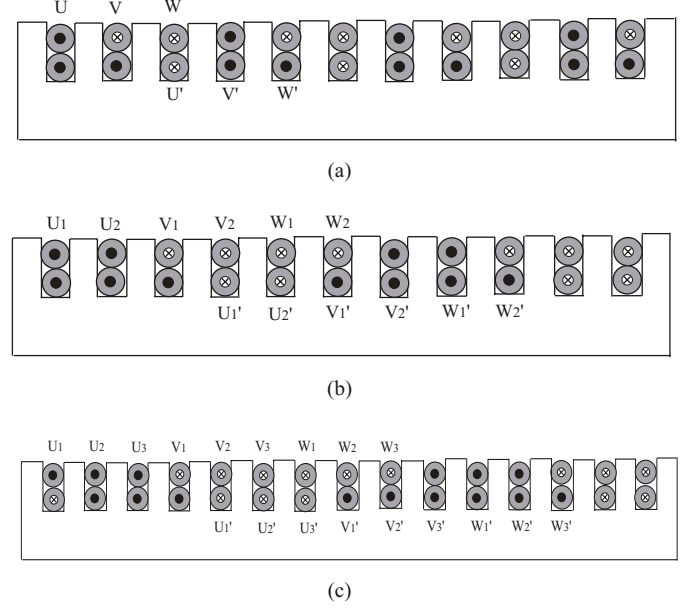 U V W
U' V' W'
(a)
U1 U2 V1 V2 W1 W2
U1' U2' V1' V2' W1' W2'
(b)
U1 U2 U3 V1 V2 V3 W1 W2 W3
U1' U2' U3' V1' V2' V3' W1' W2' W3'
(c)